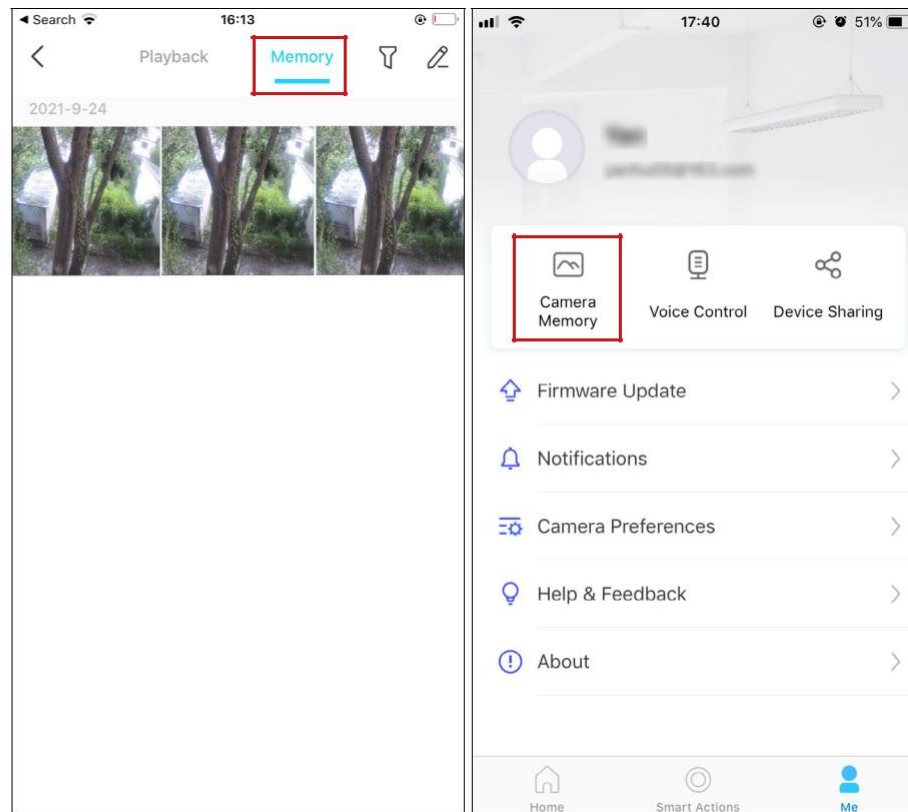 Search
16:13
Playback
Memory
2021-9-24
17:40
51%
Camera
Memory
Voice Control
Device Sharing
Firmware Update
Notifications
Camera Preferences
Help & Feedback
About
Home
Smart Actions
Me